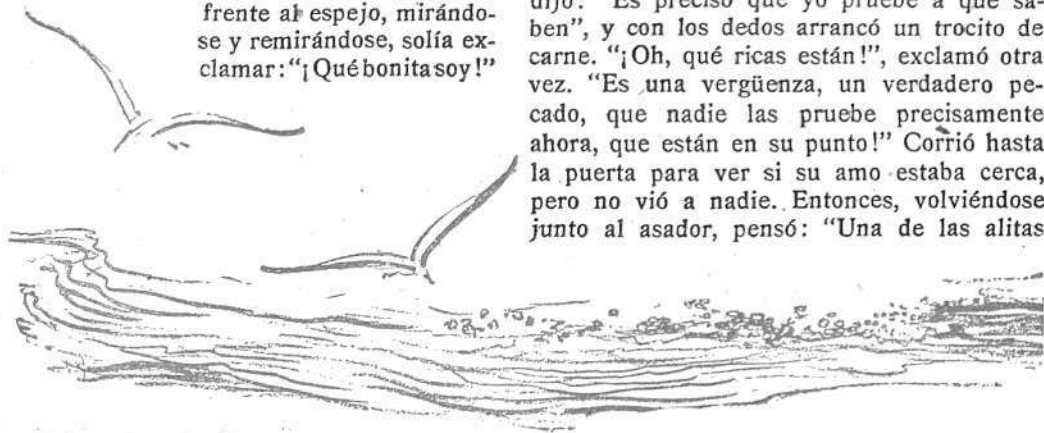 frente al espejo, mirándo-
se y remirándose, solía ex-
clamar: “¡Qué bonita soy!”
dijo: “Es preciso que yo pruebe a qué sa-
ben”, y con los dedos arrancó un trocito de
carne. “¡Oh, qué ricas están!”, exclamó otra
vez. “Es una vergüenza, un verdadero pe-
cado, que nadie las pruebe precisamente
ahora, que están en su punto!” Corrió hasta
la puerta para ver si su amo estaba cerca,
pero no vió a nadie. Entonces, volviéndose
junto al asador, pensó: “Una de las alitas